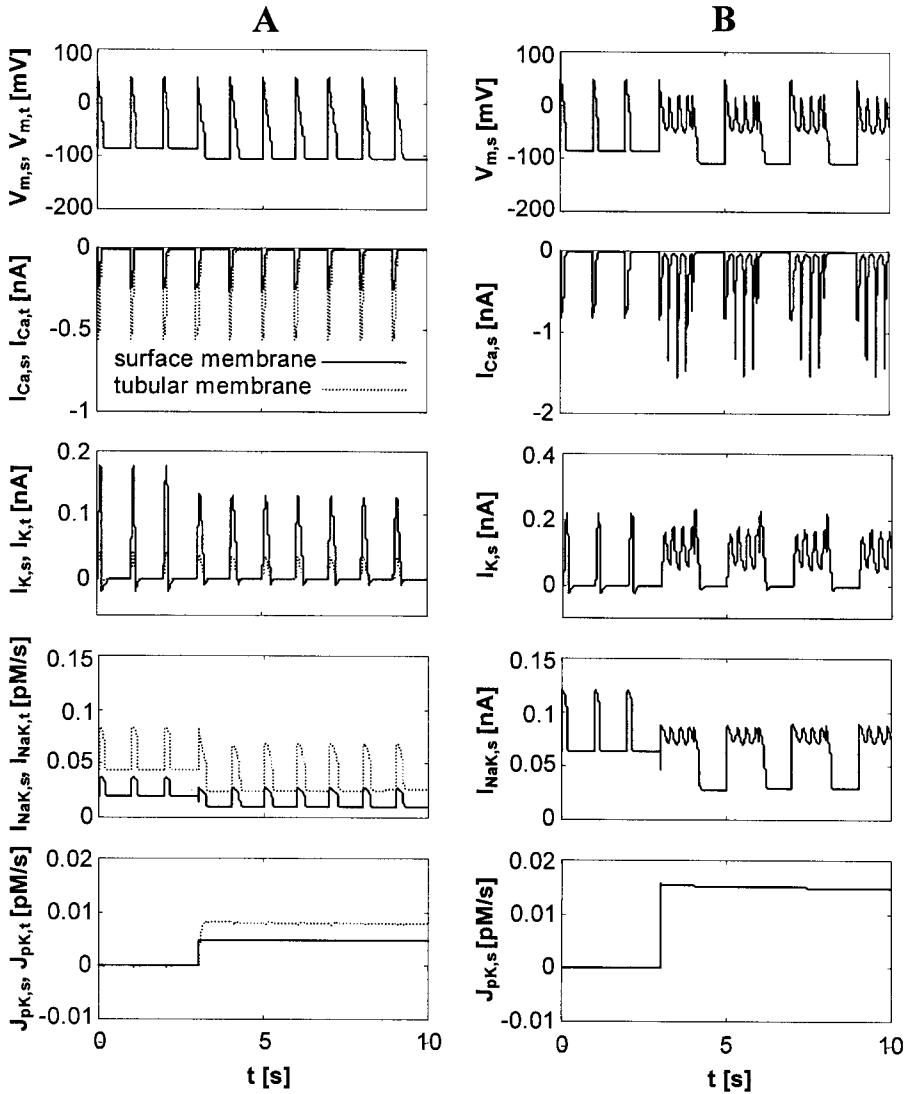 A
V_m,s, V_m,t [mV]
100
0
-100
-200
I_Ca,s, I_Ca,t [nA]
0
-0.5
-1
surface membrane
tubular membrane
I_K,s, I_K,t [nA]
0.2
0.1
0
I_NaK,s, I_NaK,t [pM/s]
0.15
0.1
0.05
0
J_pK,s, J_pK,t [pM/s]
0.02
0.01
0
-0.01
0
5
10
t [s]
B
V_m,s [mV]
100
0
-100
-200
I_Ca,s [nA]
0
-1
-2
I_K,s [nA]
0.4
0.2
0
I_NaK,s [nA]
0.15
0.1
0.05
0
J_pK,s [pM/s]
0.02
0.01
0
-0.01
0
5
10
t [s]